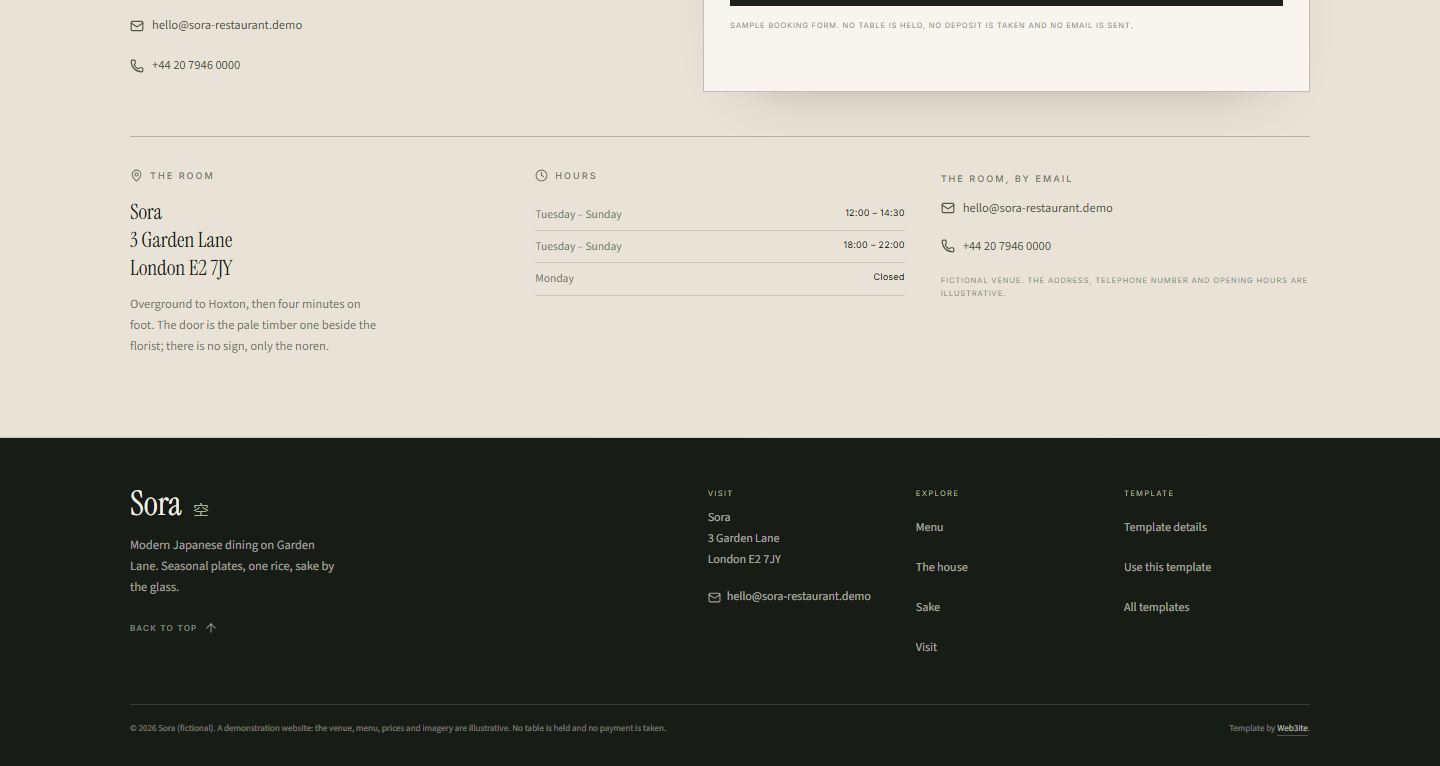 hello@sora-restaurant.demo
+44 20 7946 0000
SAMPLE BOOKING FORM. NO TABLE IS HELD, NO DEPOSIT IS TAKEN AND NO EMAIL IS SENT.
THE ROOM
Sora
3 Garden Lane
London E2 7JY
Overground to Hoxton, then four minutes on
foot. The door is the pale timber one beside the
florist; there is no sign, only the noren.
HOURS
Tuesday – Sunday 12:00 – 14:30
Tuesday – Sunday 18:00 – 22:00
Monday Closed
THE ROOM, BY EMAIL
hello@sora-restaurant.demo
+44 20 7946 0000
FICTIONAL VENUE. THE ADDRESS, TELEPHONE NUMBER AND OPENING HOURS ARE
ILLUSTRATIVE.
Sora 空
Modern Japanese dining on Garden
Lane. Seasonal plates, one rice, sake by
the glass.
BACK TO TOP
VISIT
Sora
3 Garden Lane
London E2 7JY
hello@sora-restaurant.demo
EXPLORE
Menu
The house
Sake
Visit
TEMPLATE
Template details
Use this template
All templates
© 2026 Sora (fictional). A demonstration website: the venue, menu, prices and imagery are illustrative. No table is held and no payment is taken.
Template by Web3ite.